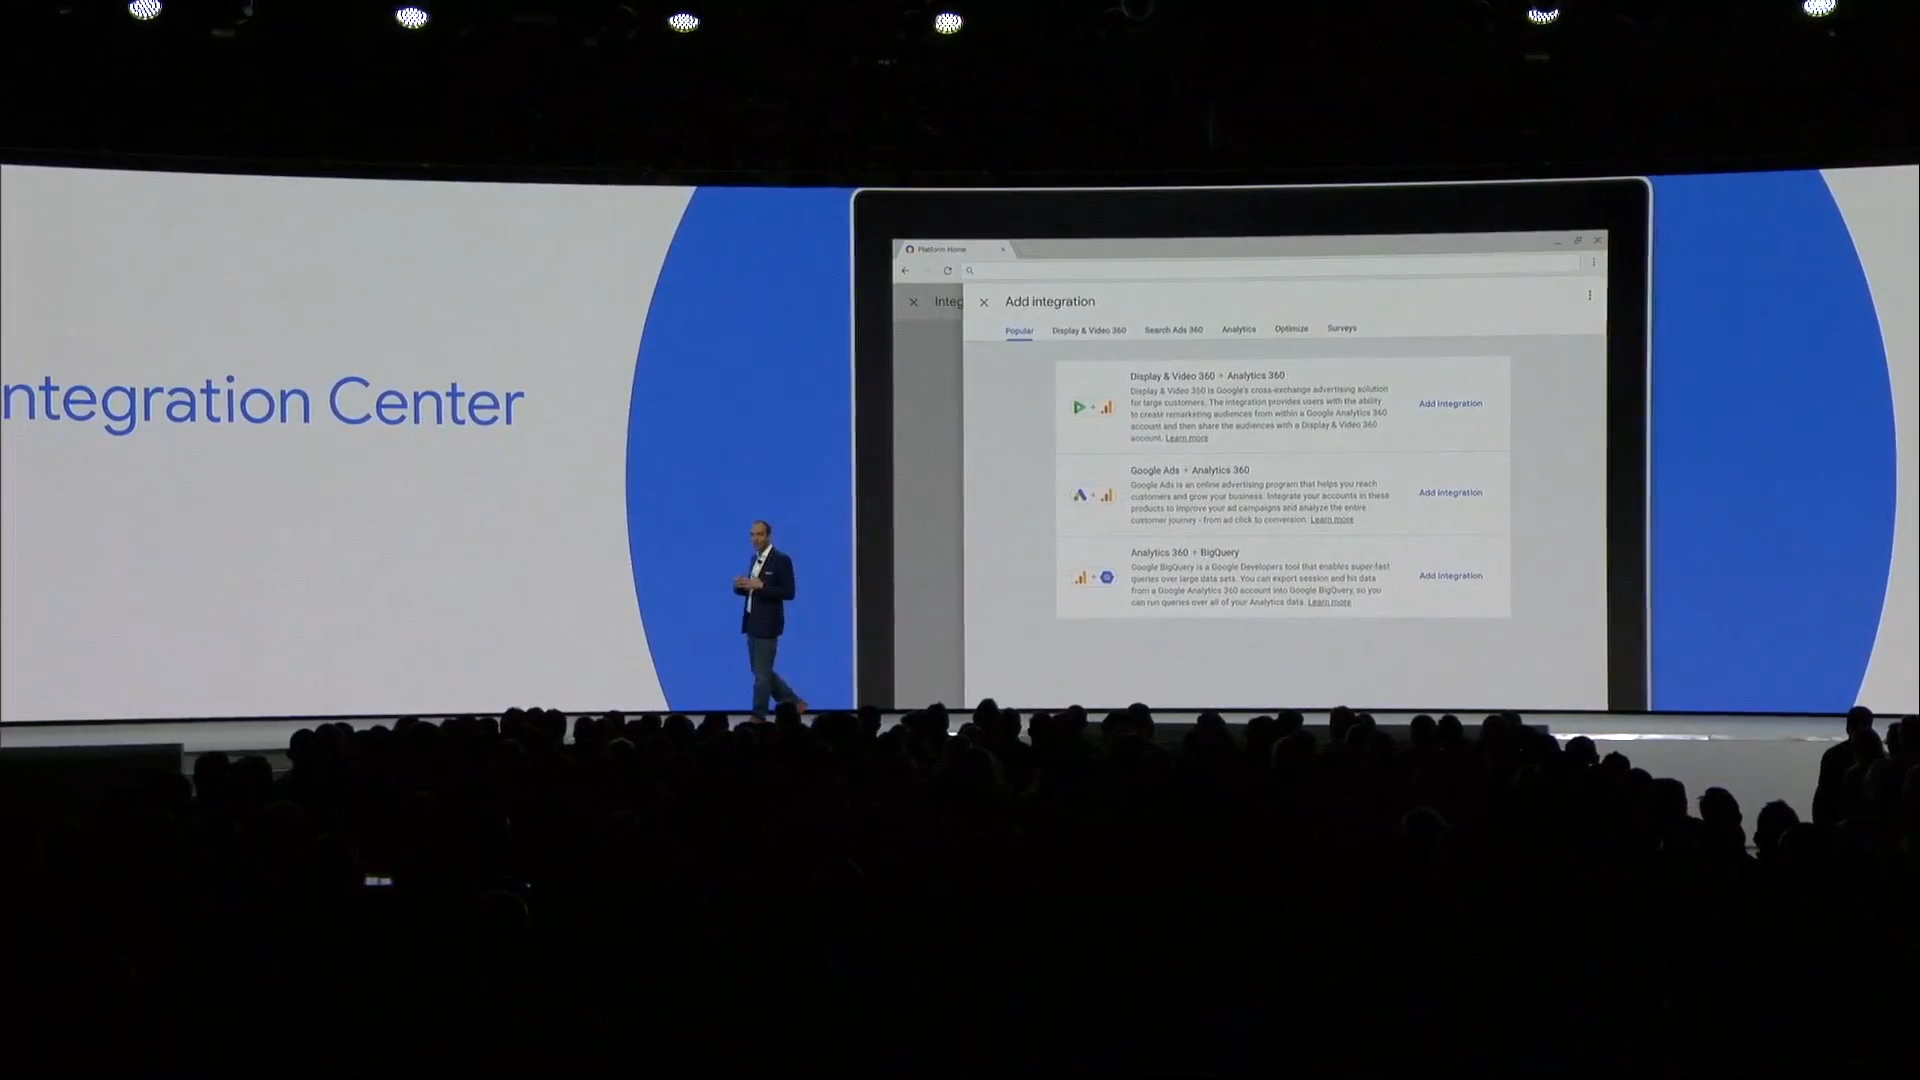 ntegration Center
Platform Home
Integ
Add integration
Popular Display & Video 360 Search Ads 360 Analytics Optimize Surveys
Display & Video 360 + Analytics 360
Display & Video 360 is Google's cross-exchange advertising solution
for large customers. The integration provides users with the ability
to create remarketing audiences from within a Google Analytics 360
account and then share the audiences with a Display & Video 360
account. Learn more
Add integration
Google Ads + Analytics 360
Google Ads is an online advertising program that helps you reach
customers and grow your business. Integrate your accounts in these
products to improve your ad campaigns and analyze the entire
customer journey - from ad click to conversion. Learn more
Add integration
Analytics 360 + BigQuery
Google BigQuery is a Google Developers tool that enables super-fast
queries over large data sets. You can export session and hit data
from a Google Analytics 360 account into Google BigQuery, so you
can run queries over all of your Analytics data. Learn more
Add integration